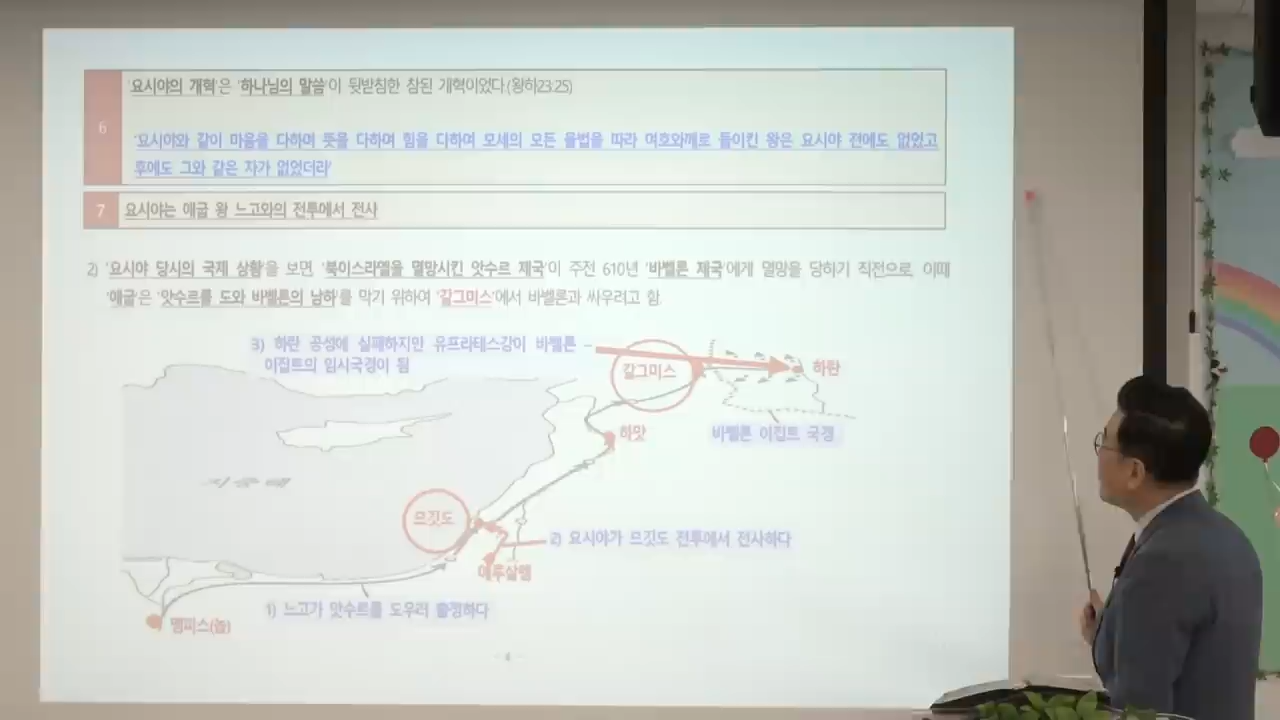 '요시야의 개혁'은 '하나님의 말씀'이 뒷받침한 참된 개혁이었다.(왕하23:25)
6
'요시야와 같이 마음을 다하며 뜻을 다하며 힘을 다하여 모세의 모든 율법을 따라 여호와께로 돌이킨 왕은 요시야 전에도 없었고
후에도 그와 같은 자가 없었더라'
7 요시야는 애굽 왕 느고와의 전투에서 전사
2) '요시야 당시의 국제 상황'을 보면 '북이스라엘을 멸망시킨 앗수르 제국'이 주전 610년 '바벨론 제국'에게 멸망을 당하기 직전으로, 이때
'애굽'은 '앗수르를 도와 바벨론의 남하'를 막기 위하여 '갈그미스'에서 바벨론과 싸우려고 함.
3) 하란 공성에 실패하지만 유프라테스강이 바벨론 -
이집트의 임시국경이 됨
갈그미스
하란
하맛
바벨론 이집트 국경
지중해
므깃도
2) 요시야가 므깃도 전투에서 전사하다
예루살렘
1) 느고가 앗수르를 도우러 출정하다
멤피스(놉)